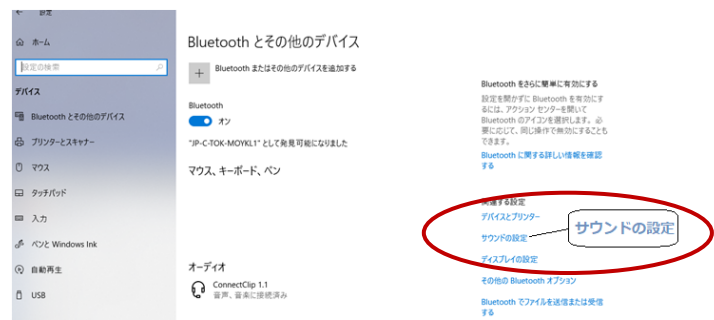 ← 設定
ホーム
設定の検索
デバイス
Bluetooth とその他のデバイス
プリンターとスキャナー
マウス
タッチパッド
入力
ペンと Windows Ink
自動再生
USB
Bluetooth とその他のデバイス
Bluetooth またはその他のデバイスを追加する
Bluetooth
オン
"JP-C-TOK-MOYKL1" として発見可能になりました
マウス、キーボード、ペン
オーディオ
ConnectClip 1.1
音声、音楽に接続済み
Bluetooth をさらに簡単に有効にする
設定を開かずに Bluetooth を有効にす
るには、アクション センターを開いて
Bluetooth のアイコンを選択します。必
要に応じて、同じ操作で無効にすることも
できます。
Bluetooth に関する詳しい情報を確認
する
関連する設定
デバイスとプリンター
サウンドの設定
サウンドの設定
ディスプレイの設定
その他の Bluetooth オプション
Bluetooth でファイルを送信または受信
する